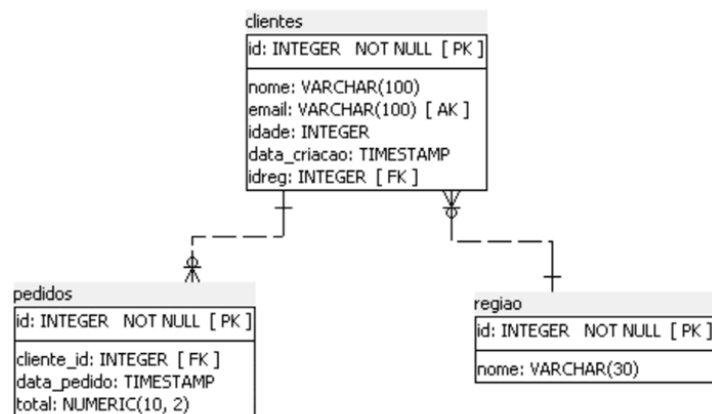 clientes
id: INTEGER NOT NULL [ PK ]
nome: VARCHAR(100)
email: VARCHAR(100) [ AK ]
idade: INTEGER
data_criacao: TIMESTAMP
idreg: INTEGER [ FK ]
pedidos
id: INTEGER NOT NULL [ PK ]
cliente_id: INTEGER [ FK ]
data_pedido: TIMESTAMP
total: NUMERIC(10, 2)
regiao
id: INTEGER NOT NULL [ PK ]
nome: VARCHAR(30)